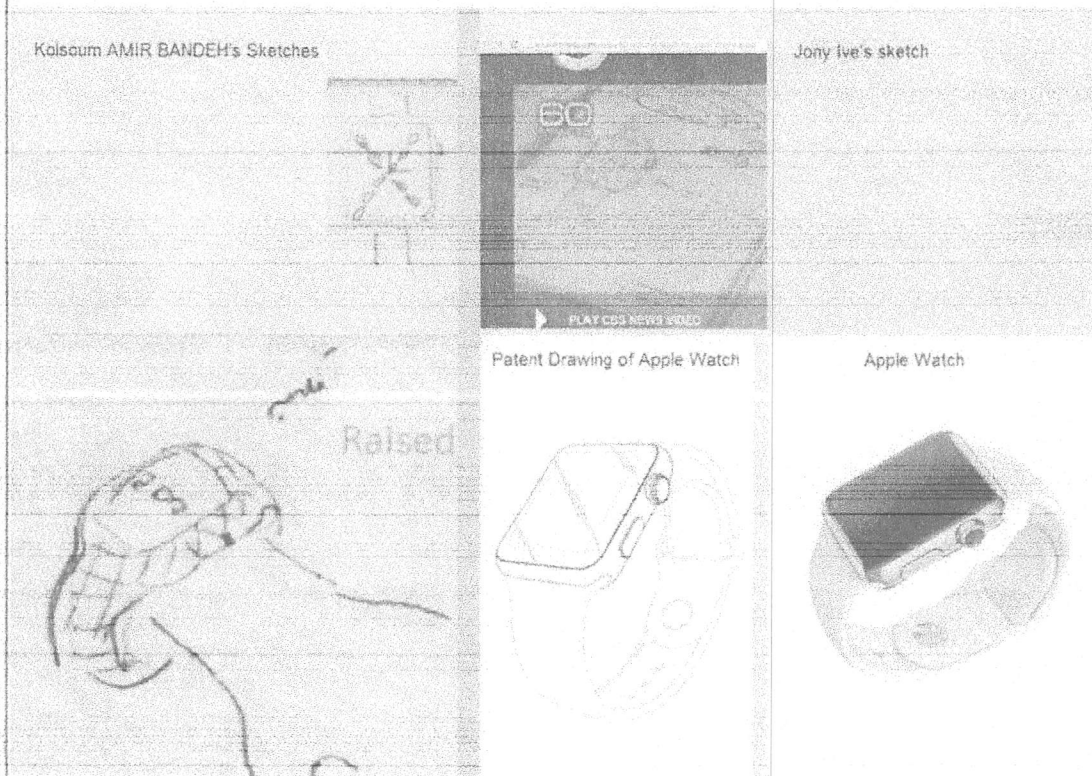 Kolsoum AMIR BANDEH's Sketches
Jony Ive's sketch
60
PLAY CBS NEWS VIDEO
Patent Drawing of Apple Watch
Apple Watch
Raised